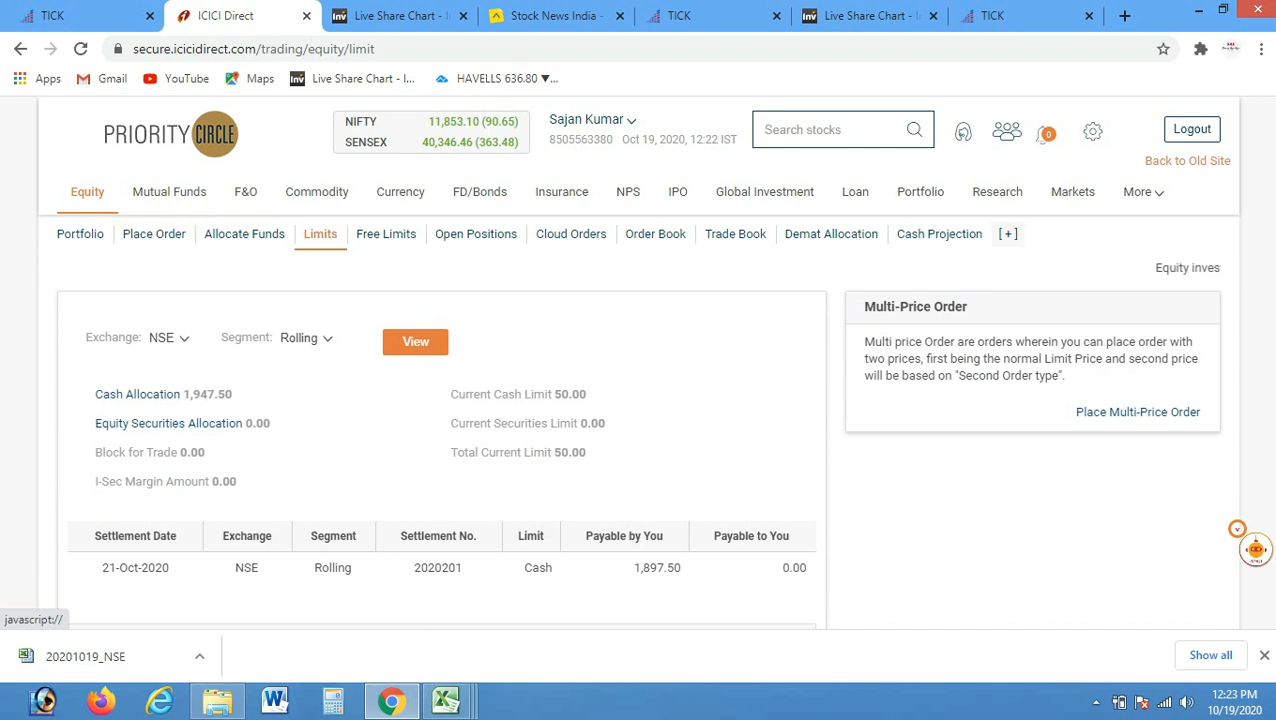 TICK
ICICI Direct
Live Share Chart - I
Stock News India -
TICK
Live Share Chart - I
TICK
secure.icicidirect.com/trading/equity/limit
Apps
Gmail
YouTube
Maps
Live Share Chart - I...
HAVELLS 636.80 ▼...
PRIORITY CIRCLE
NIFTY 11,853.10 (90.65)
SENSEX 40,346.46 (363.48)
Sajan Kumar
8505563380 Oct 19, 2020, 12:22 IST
Search stocks
0
Logout
Back to Old Site
Equity Mutual Funds F&O Commodity Currency FD/Bonds Insurance NPS IPO Global Investment Loan Portfolio Research Markets More
Portfolio Place Order Allocate Funds Limits Free Limits Open Positions Cloud Orders Order Book Trade Book Demat Allocation Cash Projection [+]
Equity inves
Exchange: NSE Segment: Rolling View
Cash Allocation 1,947.50 Current Cash Limit 50.00
Equity Securities Allocation 0.00 Current Securities Limit 0.00
Block for Trade 0.00 Total Current Limit 50.00
I-Sec Margin Amount 0.00
Settlement Date Exchange Segment Settlement No. Limit Payable by You Payable to You
21-Oct-2020 NSE Rolling 2020201 Cash 1,897.50 0.00
Multi-Price Order
Multi price Order are orders wherein you can place order with
two prices, first being the normal Limit Price and second price
will be based on "Second Order type".
Place Multi-Price Order
javascript://
20201019_NSE
Show all
12:23 PM
10/19/2020